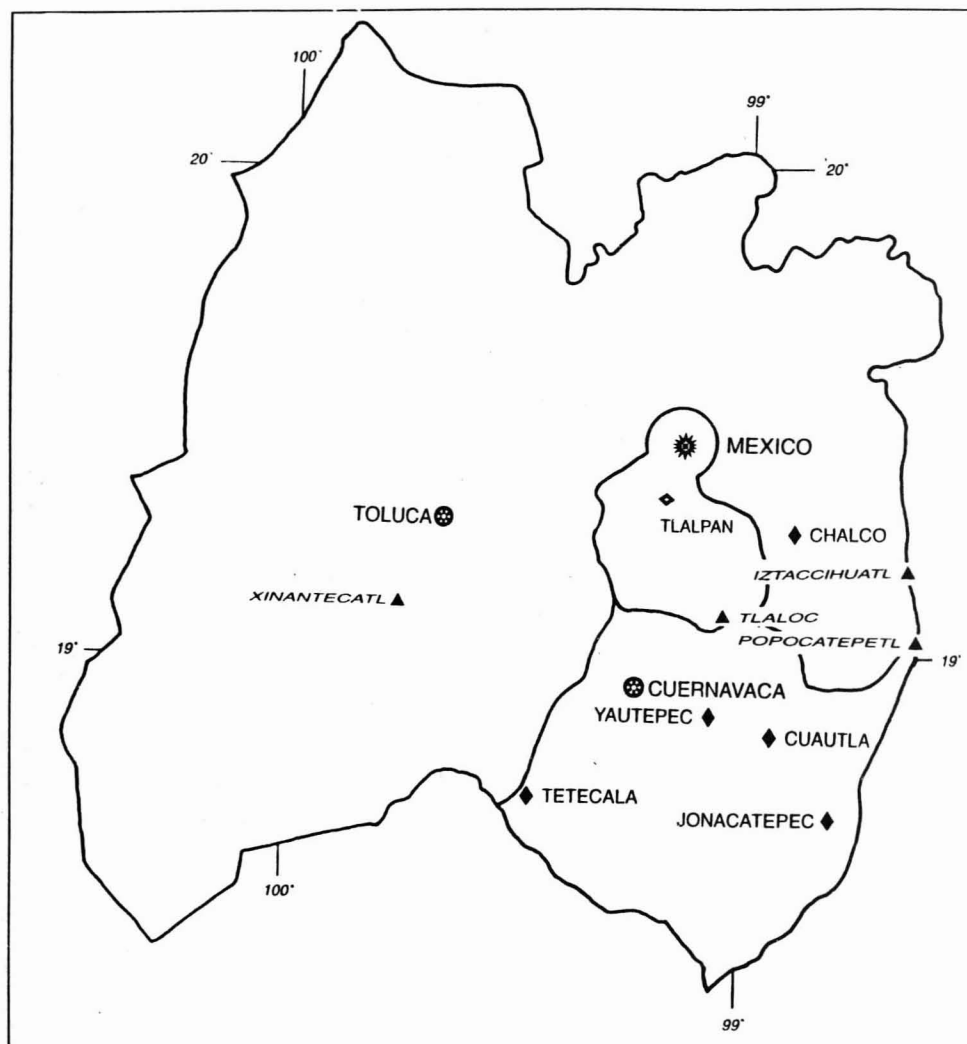 100°
99°
20°
20°
MEXICO
TOLUCA
TLALPAN
CHALCO
IZTACCIHUATL
XINANTECATL
TLALOC
POPOCATEPETL
19°
19°
CUERNAVACA
YAUTEPEC
CUAUTLA
TETECALA
JONACATEPEC
100°
99°